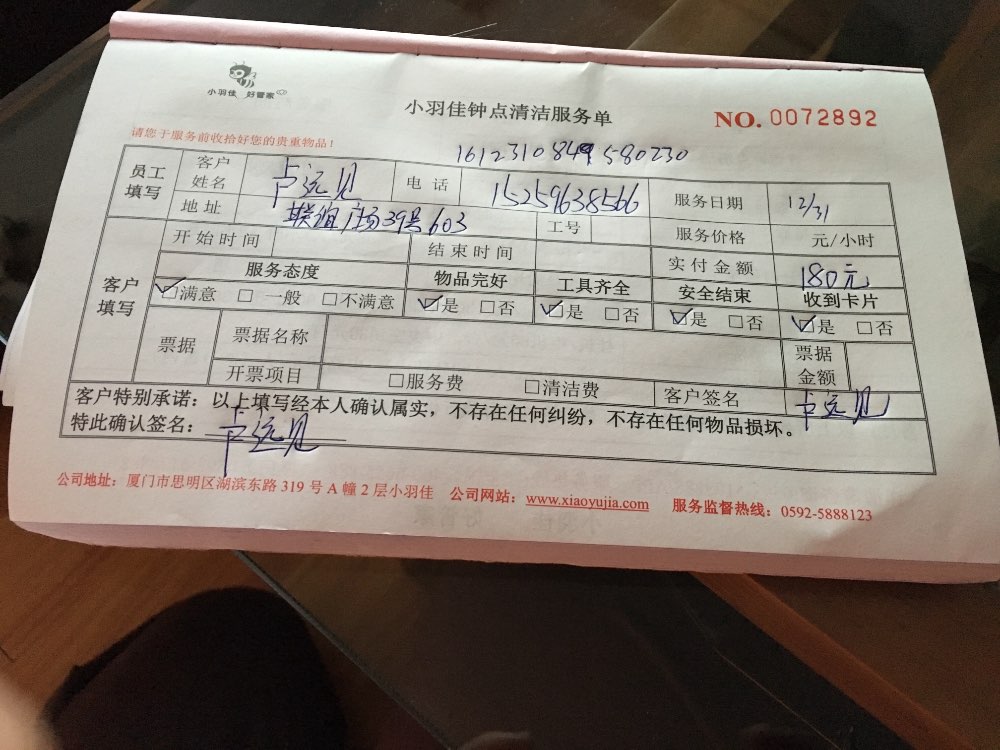 小羽佳 好管家
小羽佳钟点清洁服务单
NO. 0072892
请您于服务前收拾好您的贵重物品！
1612310849580230
员工填写 客户姓名 卢远见 电话 15259638566 服务日期 12/31
地址 联谊广场39号603 工号 服务价格 元/小时
客户填写 开始时间 结束时间 实付金额 180元
服务态度 物品完好 工具齐全 安全结束 收到卡片
☑满意 □一般 □不满意 ☑是 □否 ☑是 □否 ☑是 □否 ☑是 □否
票据 票据名称 票据金额
开票项目 □服务费 □清洁费 客户签名 卢远见
客户特别承诺：以上填写经本人确认属实，不存在任何纠纷，不存在任何物品损坏。
特此确认签名：卢远见
公司地址：厦门市思明区湖滨东路 319 号 A 幢 2 层小羽佳 公司网站：www.xiaoyujia.com 服务监督热线：0592-5888123